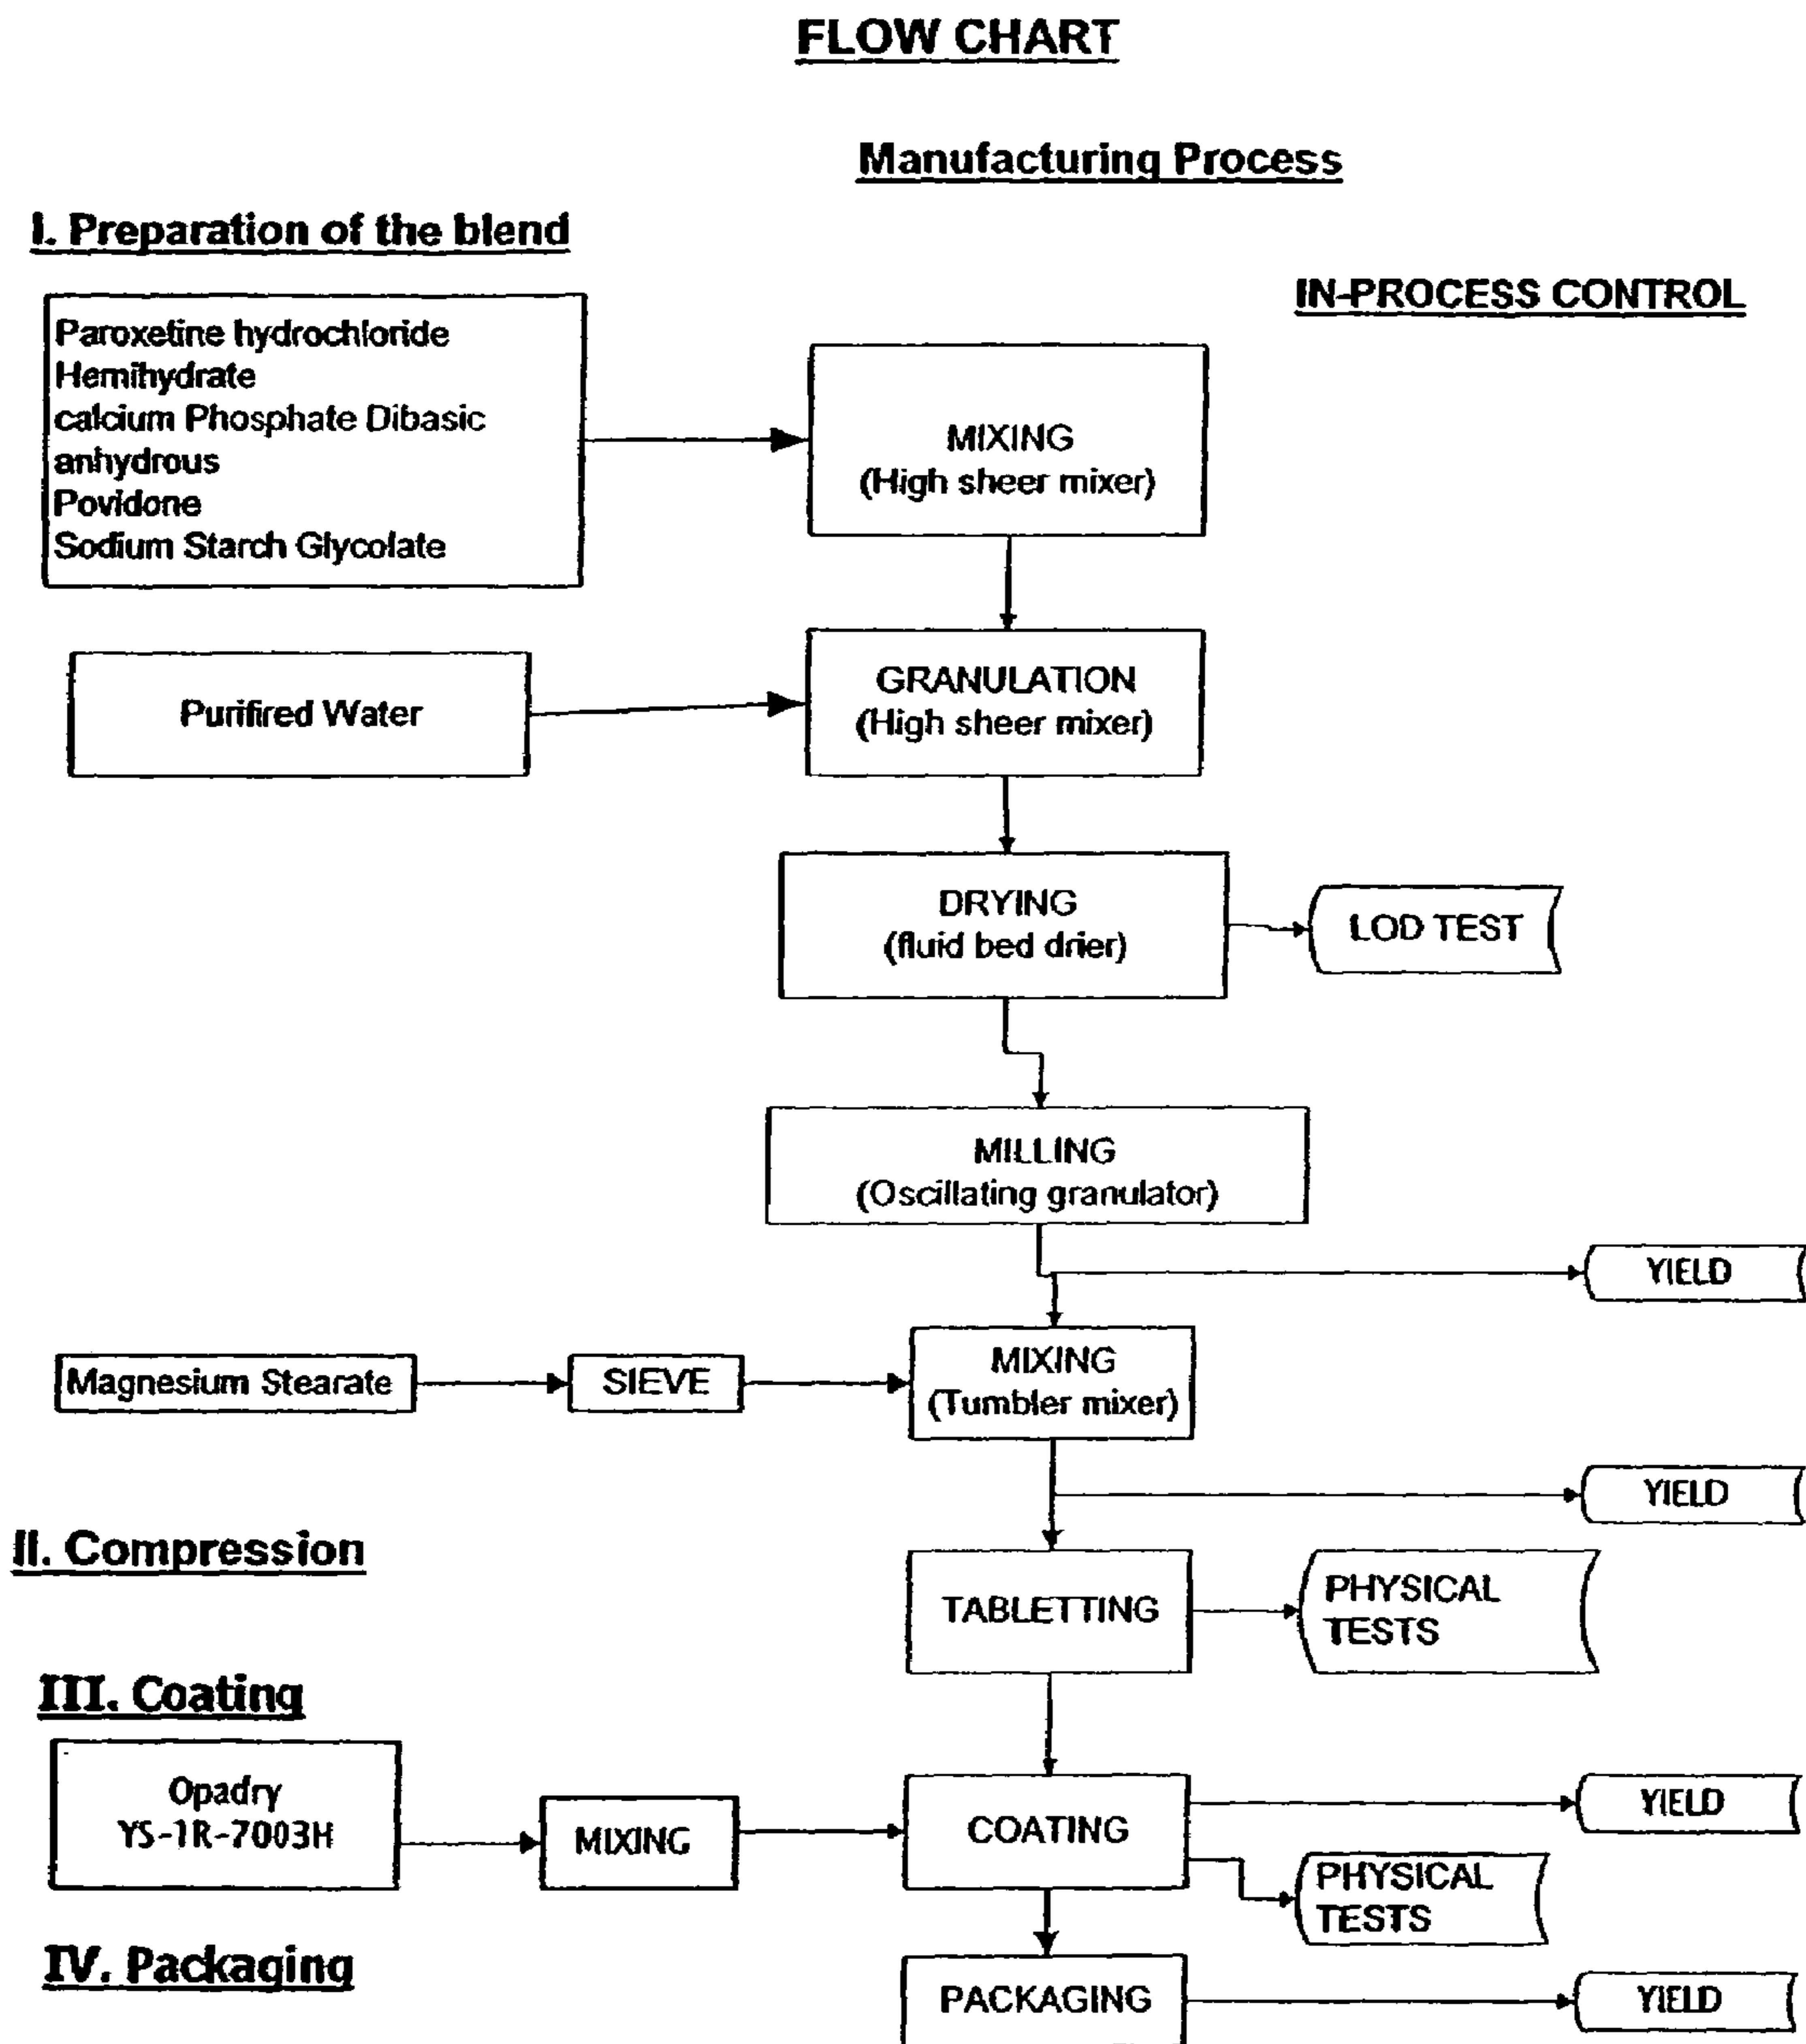 FLOW CHART
Manufacturing Process
I. Preparation of the blend
IN-PROCESS CONTROL
Paroxetine hydrochloride
Hemihydrate
calcium Phosphate Dibasic
anhydrous
Povidone
Sodium Starch Glycolate
MIXING
(High sheer mixer)
Purifired Water
GRANULATION
(High sheer mixer)
DRYING
(fluid bed drier)
LOD TEST
MILLING
(Oscillating granulator)
YIELD
Magnesium Stearate
SIEVE
MIXING
(Tumbler mixer)
YIELD
II. Compression
TABLETTING
PHYSICAL
TESTS
III. Coating
Opadry
YS-1R-7003H
MIXING
COATING
YIELD
PHYSICAL
TESTS
IV. Packaging
PACKAGING
YIELD